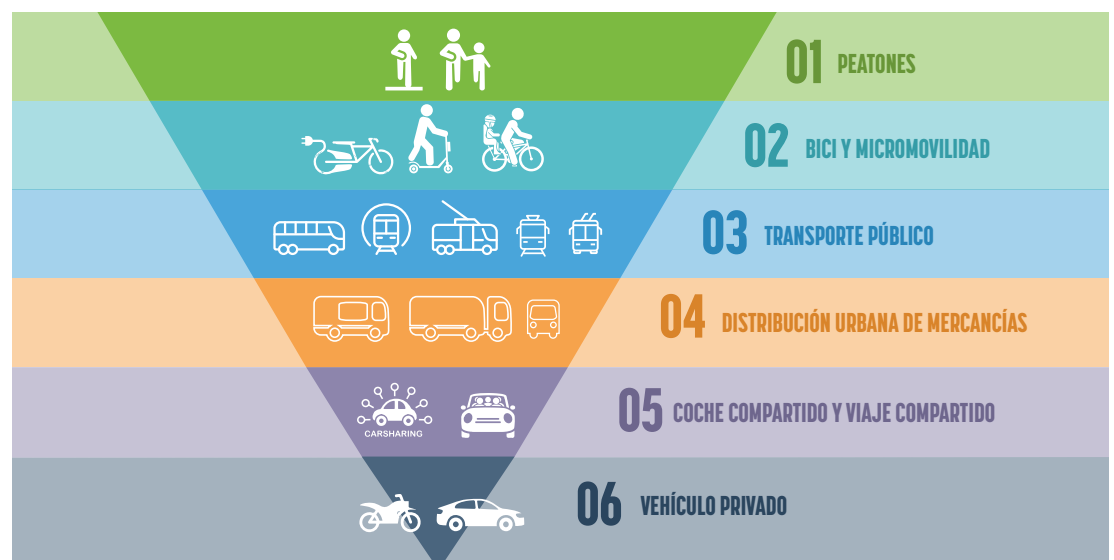 01 PEATONES
02 BICI Y MICROMOVILIDAD
03 TRANSPORTE PÚBLICO
04 DISTRIBUCIÓN URBANA DE MERCANCÍAS
CARSHARING
05 COCHE COMPARTIDO Y VIAJE COMPARTIDO
06 VEHÍCULO PRIVADO